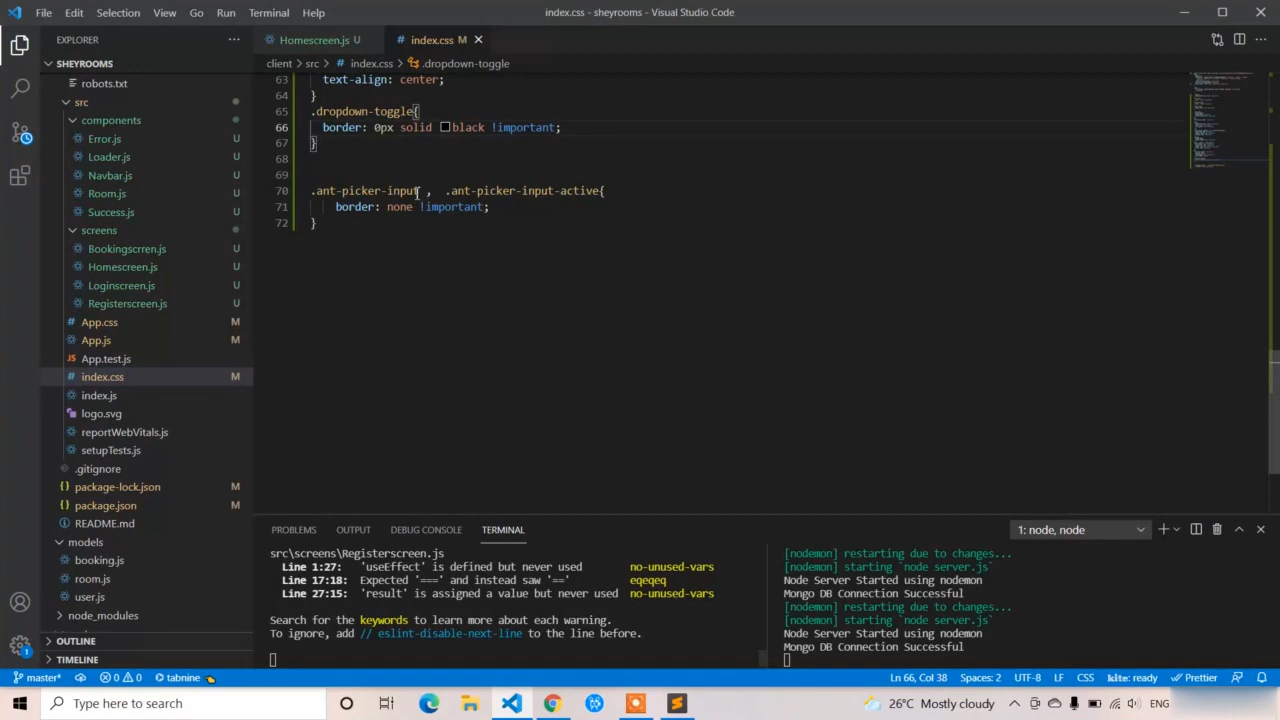 File Edit Selection View Go Run Terminal Help
index.css - sheyrooms - Visual Studio Code
EXPLORER
SHEYROOMS
robots.txt
src
components
Error.js
Loader.js
Navbar.js U
Room.js U
Success.js U
screens
Bookingscrren.js U
Homescreen.js U
Loginscreen.js U
Registerscreen.js U
App.css M
App.js M
App.test.js
index.css M
index.js
logo.svg
reportWebVitals.js
setupTests.js
.gitignore
package-lock.json M
package.json M
README.md
models
booking.js
room.js
user.js
node_modules
OUTLINE
TIMELINE
Homescreen.js U
index.css M
client > src > index.css > .dropdown-toggle
63 text-align: center;
64 }
65 .dropdown-toggle{
66 border: 0px solid black !important;
67 }
68
69
70 .ant-picker-input , .ant-picker-input-active{
71 border: none !important;
72 }
PROBLEMS OUTPUT DEBUG CONSOLE TERMINAL
1: node, node
src\screens\Registerscreen.js
Line 1:27: 'useEffect' is defined but never used no-unused-vars
Line 17:18: Expected '===' and instead saw '==' eqeqeq
Line 27:15: 'result' is assigned a value but never used no-unused-vars
Search for the keywords to learn more about each warning.
To ignore, add // eslint-disable-next-line to the line before.
[nodemon] restarting due to changes...
[nodemon] starting `node server.js`
Node Server Started using nodemon
Mongo DB Connection Successful
[nodemon] restarting due to changes...
[nodemon] starting `node server.js`
Node Server Started using nodemon
Mongo DB Connection Successful
master* 0 0 tabnine
Ln 66, Col 38 Spaces: 2 UTF-8 LF CSS kite: ready Prettier
Type here to search
26°C Mostly cloudy ENG